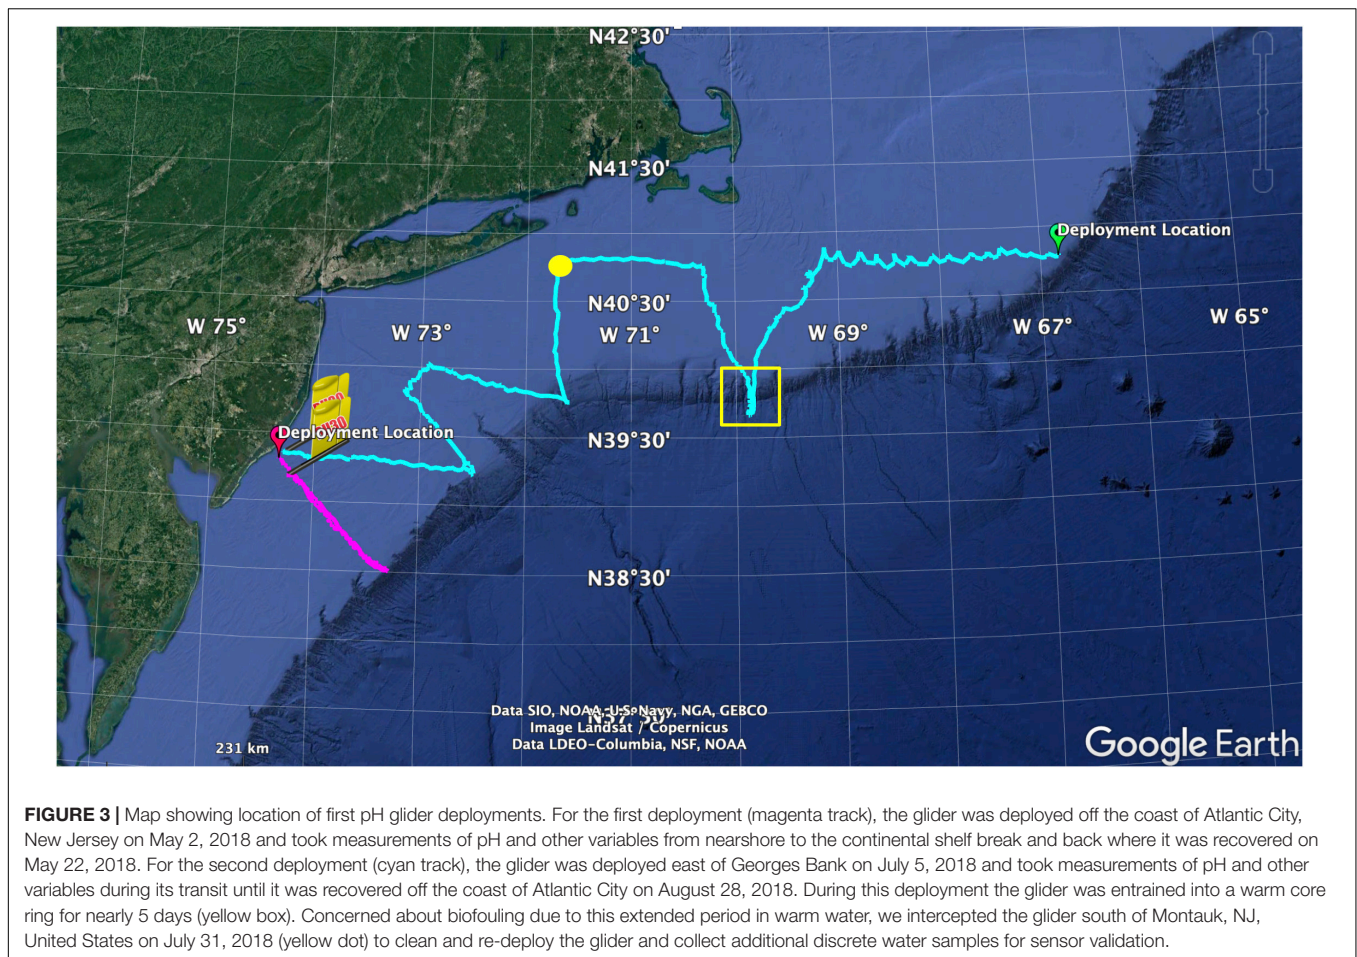 N42°30'
N41°30'
Deployment Location
N40°30'
W 75°
W 73°
W 71°
W 69°
W 67°
W 65°
Deployment Location
N39°30'
N38°30'
Data SIO, NOAA, U.S. Navy, NGA, GEBCO
N37°30'
Image Landsat / Copernicus
Data LDEO-Columbia, NSF, NOAA
231 km
Google Earth
FIGURE 3 | Map showing location of first pH glider deployments. For the first deployment (magenta track), the glider was deployed off the coast of Atlantic City,
New Jersey on May 2, 2018 and took measurements of pH and other variables from nearshore to the continental shelf break and back where it was recovered on
May 22, 2018. For the second deployment (cyan track), the glider was deployed east of Georges Bank on July 5, 2018 and took measurements of pH and other
variables during its transit until it was recovered off the coast of Atlantic City on August 28, 2018. During this deployment the glider was entrained into a warm core
ring for nearly 5 days (yellow box). Concerned about biofouling due to this extended period in warm water, we intercepted the glider south of Montauk, NJ,
United States on July 31, 2018 (yellow dot) to clean and re-deploy the glider and collect additional discrete water samples for sensor validation.